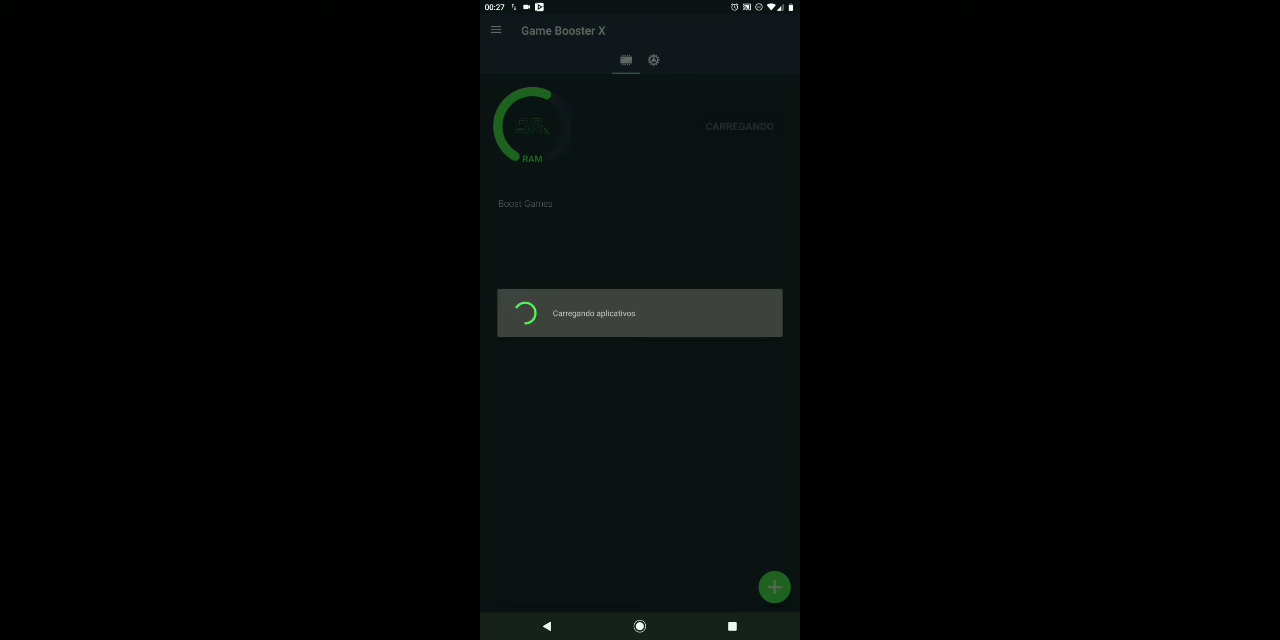 00:27
Game Booster X
CARREGANDO
RAM
Boost Games
Carregando aplicativos